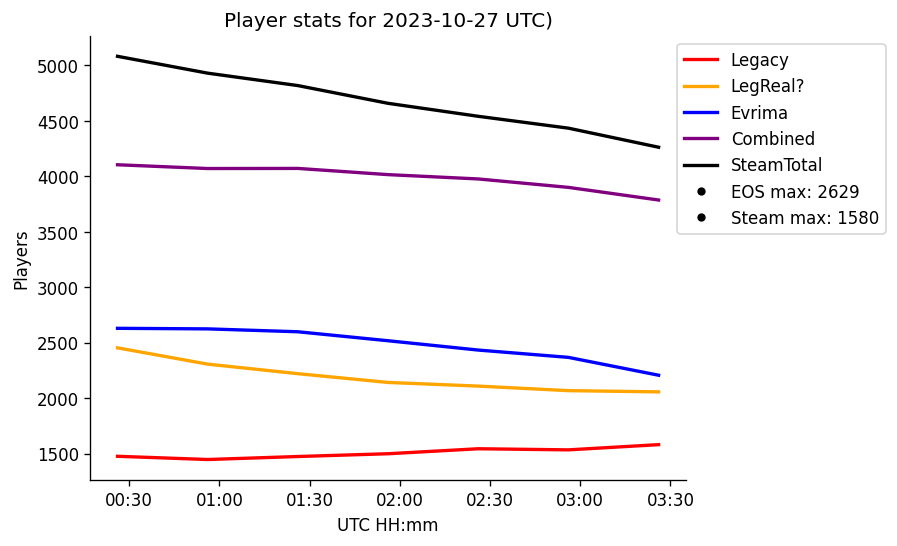 Player stats for 2023-10-27 UTC)
Legacy
LegReal?
Evrima
Combined
SteamTotal
EOS max: 2629
Steam max: 1580
5000
4500
4000
3500
3000
2500
2000
1500
Players
00:30 01:00 01:30 02:00 02:30 03:00 03:30
UTC HH:mm